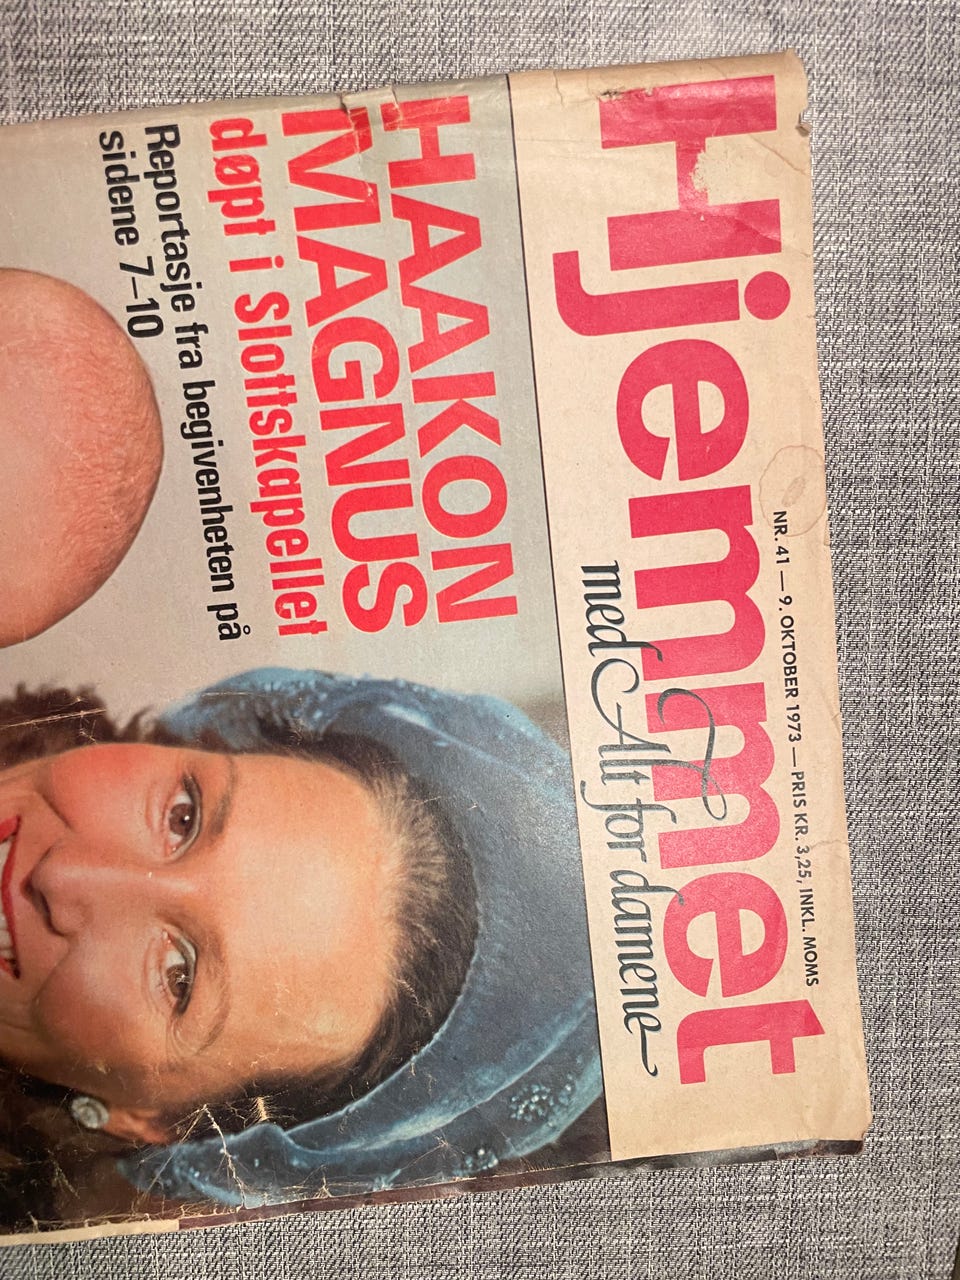 NR. 41 — 9. OKTOBER 1973 — PRIS KR. 3,25, INKL. MOMS
Hjemmet
med Alt for damene
HAAKON
MAGNUS
døpt i Slottskapellet
Reportasje fra begivenheten på
sidene 7–10